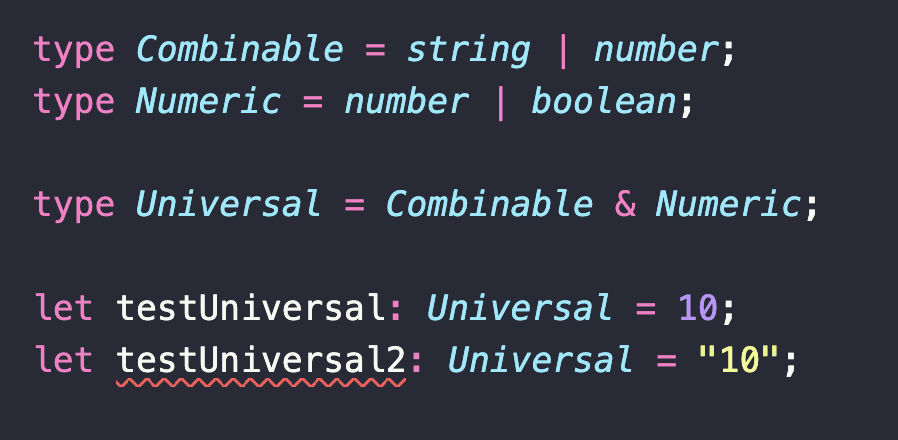 type Combinable = string | number;
type Numeric = number | boolean;
type Universal = Combinable & Numeric;
let testUniversal: Universal = 10;
let testUniversal2: Universal = "10";